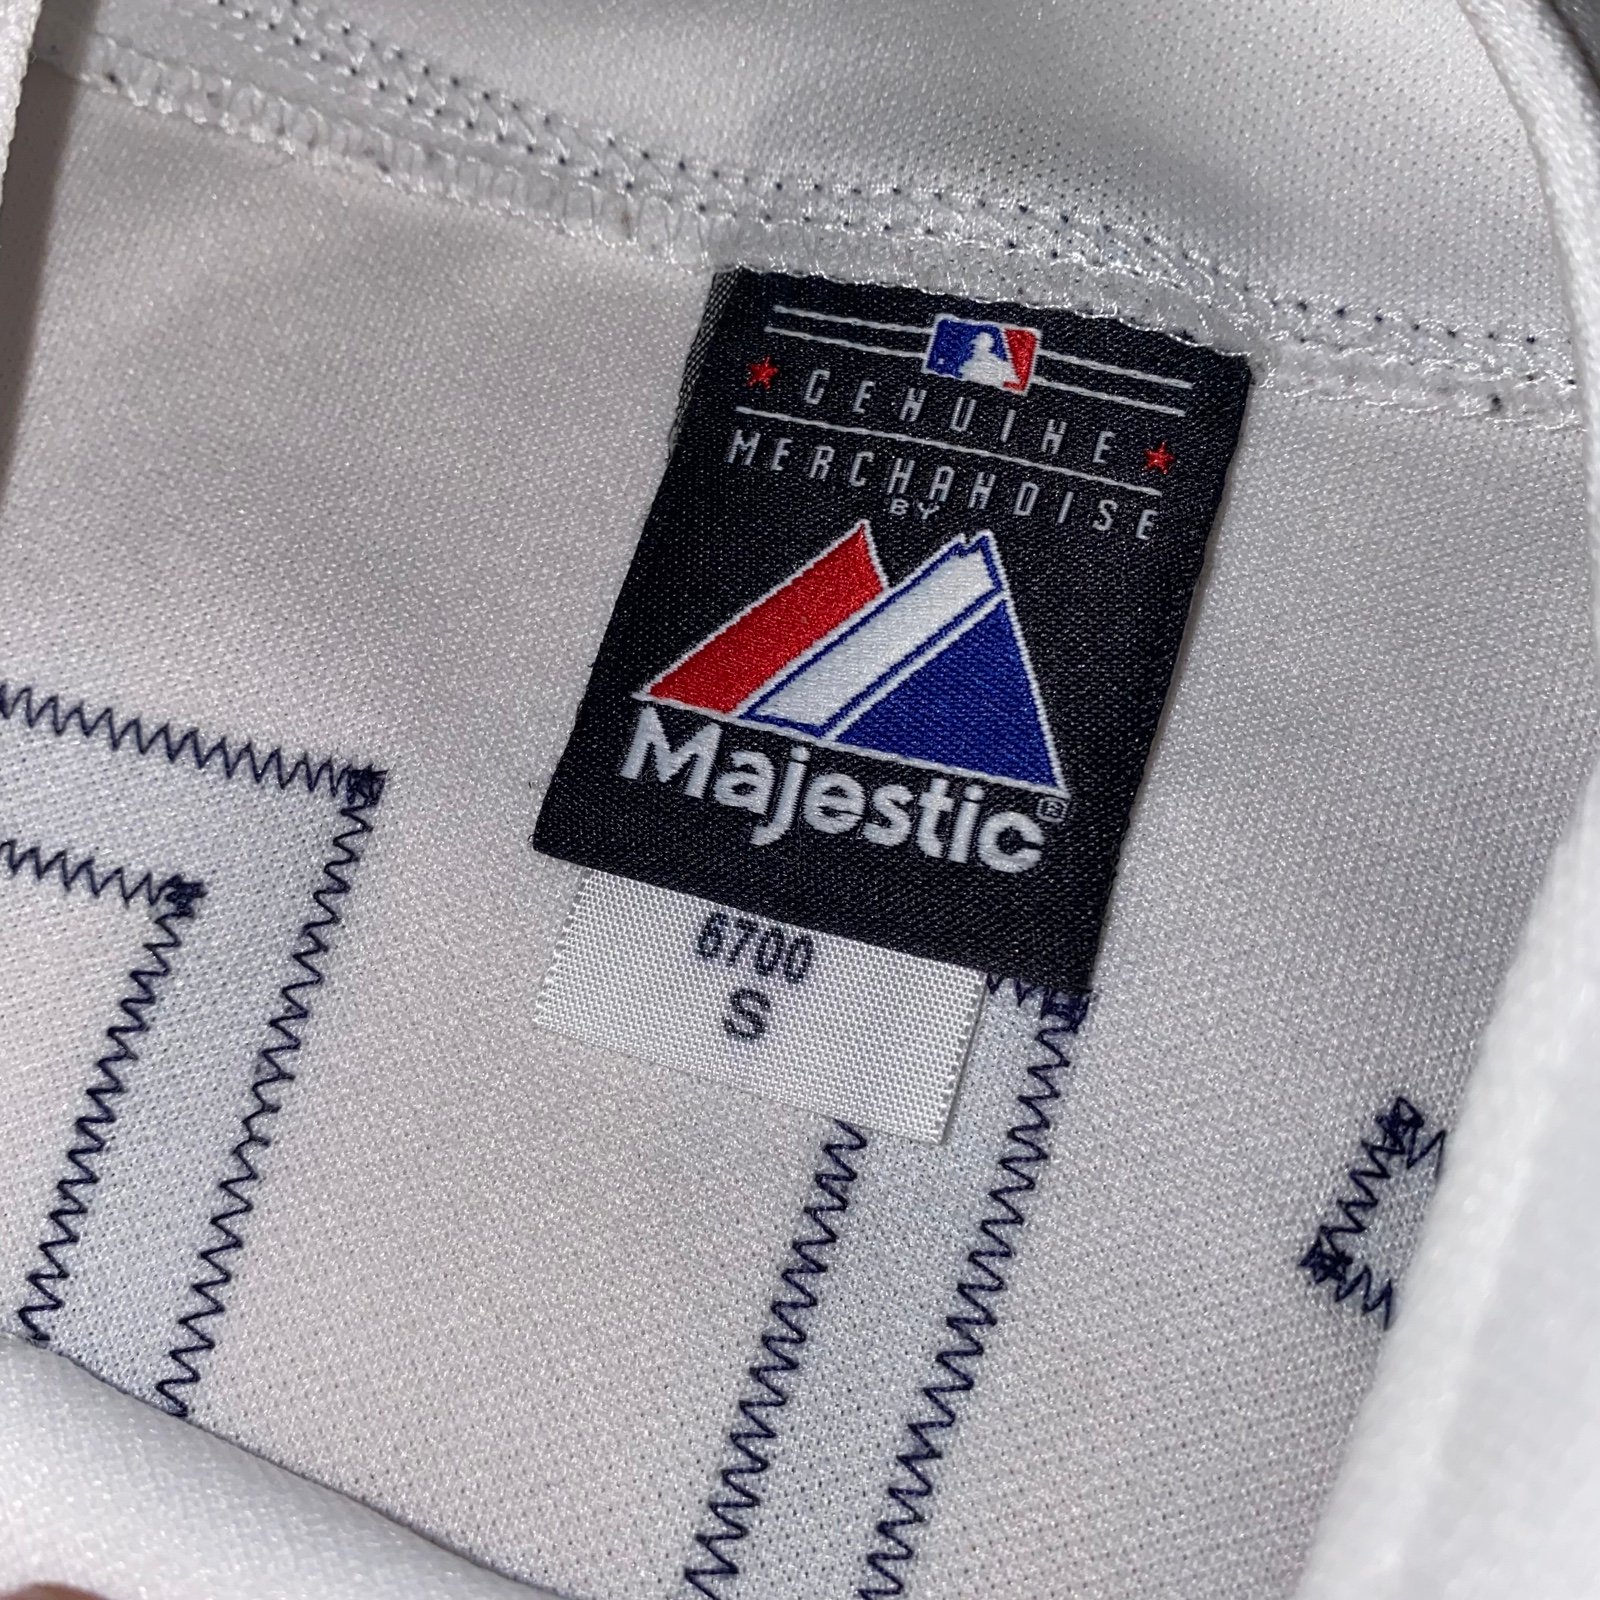 GENUINE
MERCHANDISE
BY
Majestic®
6700
S